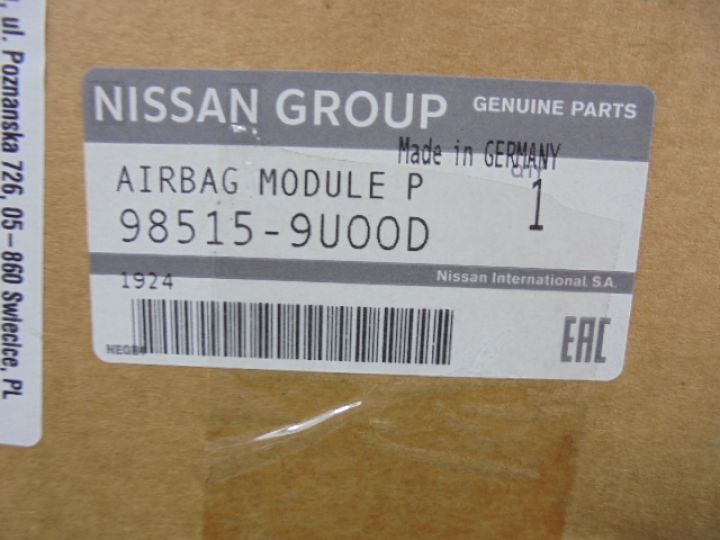 ul. Poznanska 726, 05-860 Swiecice, PL
NISSAN GROUP GENUINE PARTS
Made in GERMANY
QTY
AIRBAG MODULE P 1
98515-9U00D
1924 Nissan International. S.A.
EAC